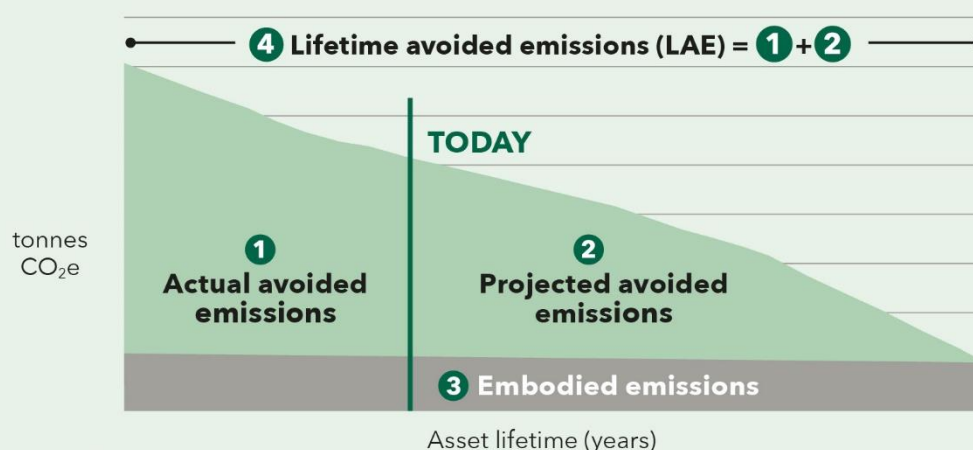 4 Lifetime avoided emissions (LAE) = 1 + 2
TODAY
tonnes
CO₂e
1
Actual avoided
emissions
2
Projected avoided
emissions
3 Embodied emissions
Asset lifetime (years)